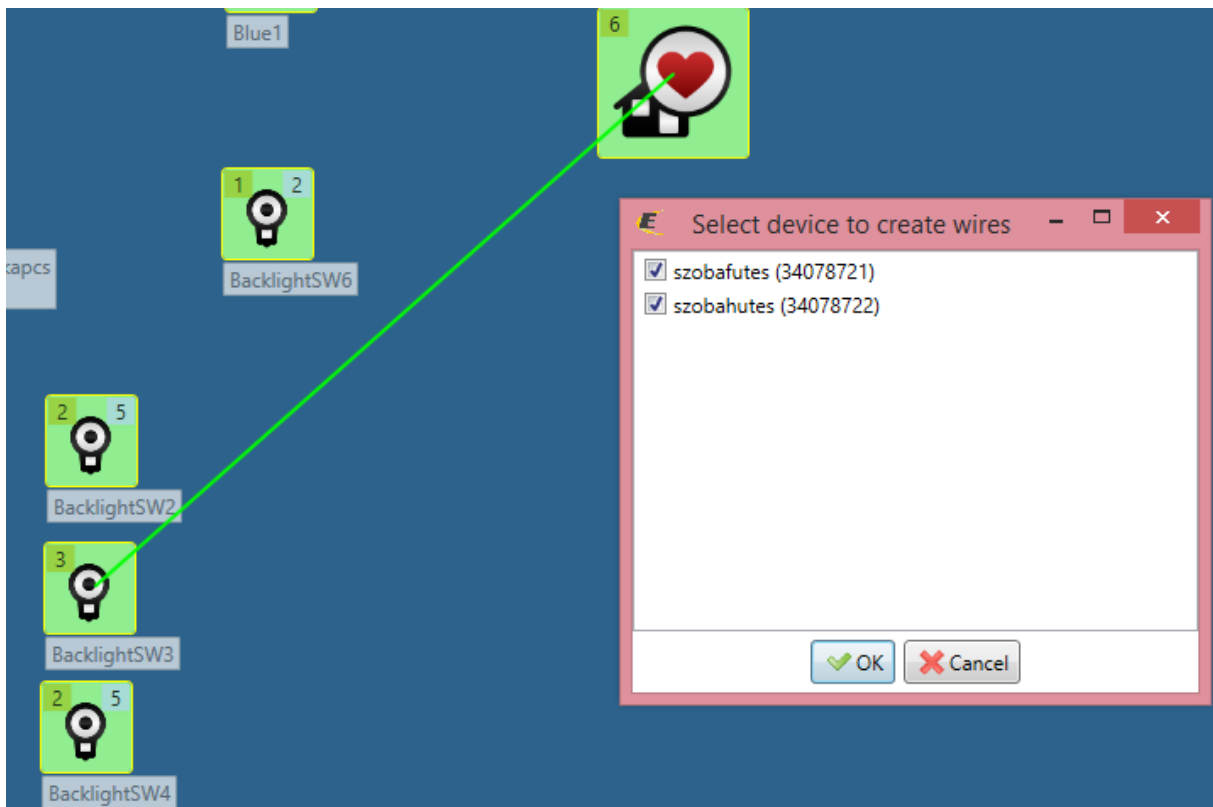 Blue1
6
1 2
BacklightSW6
kapcs
2 5
BacklightSW2
3
BacklightSW3
2 5
BacklightSW4
E Select device to create wires
szobafutes (34078721)
szobahutes (34078722)
OK Cancel